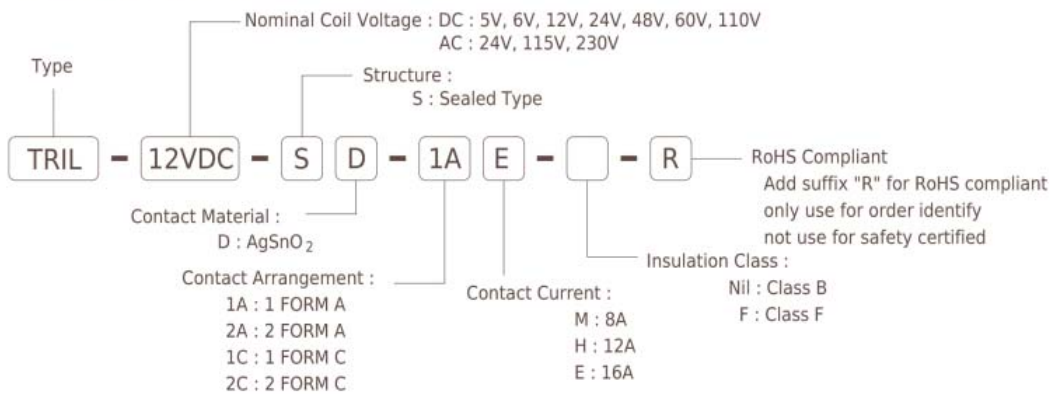 Nominal Coil Voltage : DC : 5V, 6V, 12V, 24V, 48V, 60V, 110V
AC : 24V, 115V, 230V
Type
Structure :
S : Sealed Type
TRIL - 12VDC - S D - 1A E - - R
RoHS Compliant
Add suffix "R" for RoHS compliant
only use for order identify
not use for safety certified
Contact Material :
D : AgSnO2
Insulation Class :
Nil : Class B
F : Class F
Contact Arrangement :
1A : 1 FORM A
2A : 2 FORM A
1C : 1 FORM C
2C : 2 FORM C
Contact Current :
M : 8A
H : 12A
E : 16A